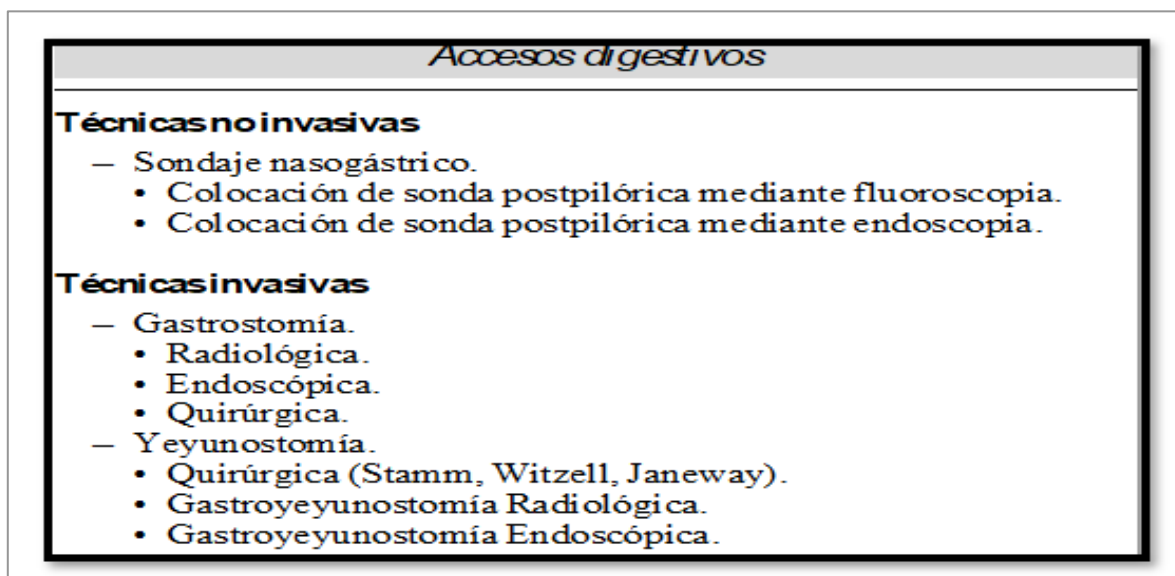 Accesos digestivos
Técnicas no invasivas
– Sondaje nasogástrico.
• Colocación de sonda postpilórica mediante fluoroscopia.
• Colocación de sonda postpilórica mediante endoscopia.
Técnicas invasivas
– Gastrostomía.
• Radiológica.
• Endoscópica.
• Quirúrgica.
– Yeyunostomía.
• Quirúrgica (Stamm, Witzell, Janeway).
• Gastroyeyunostomía Radiológica.
• Gastroyeyunostomía Endoscópica.